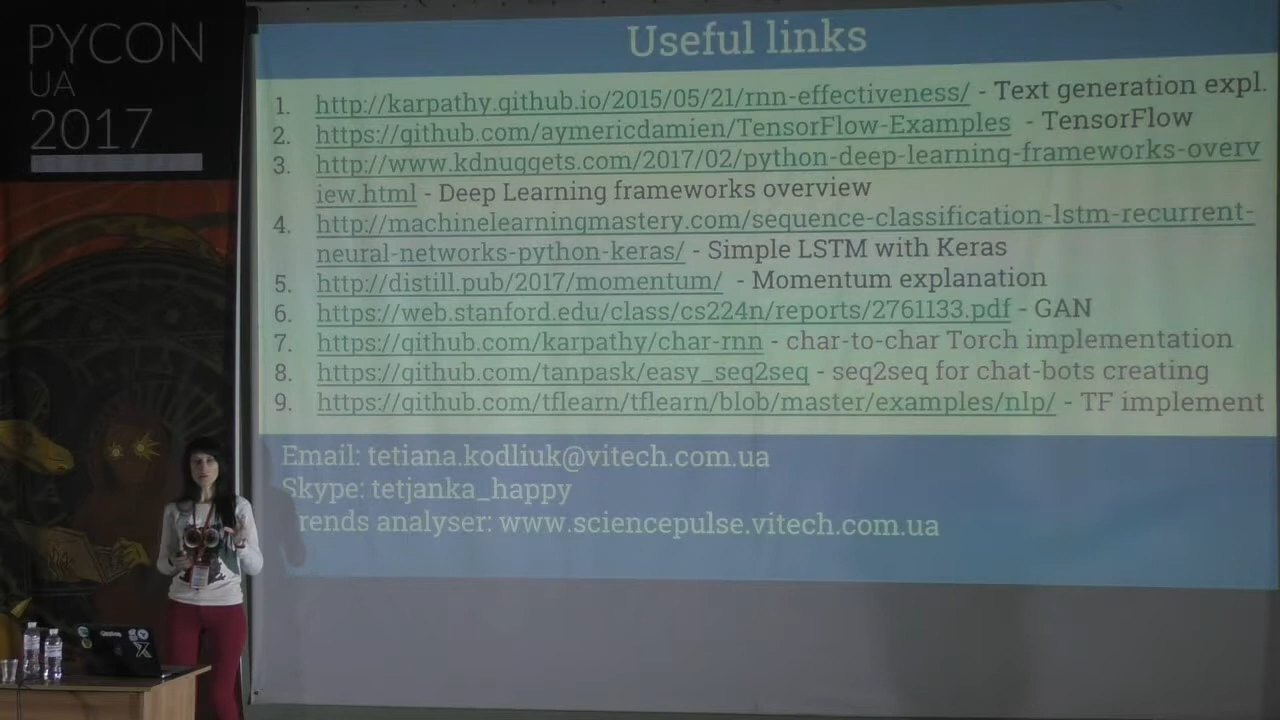 PYCON
UA
2017
Useful links
1. http://karpathy.github.io/2015/05/21/rnn-effectiveness/ - Text generation expl.
2. https://github.com/aymericdamien/TensorFlow-Examples - TensorFlow
3. http://www.kdnuggets.com/2017/02/python-deep-learning-frameworks-overv
iew.html - Deep Learning frameworks overview
4. http://machinelearningmastery.com/sequence-classification-lstm-recurrent-
neural-networks-python-keras/ - Simple LSTM with Keras
5. http://distill.pub/2017/momentum/ - Momentum explanation
6. https://web.stanford.edu/class/cs224n/reports/2761133.pdf - GAN
7. https://github.com/karpathy/char-rnn - char-to-char Torch implementation
8. https://github.com/tanpask/easy_seq2seq - seq2seq for chat-bots creating
9. https://github.com/tflearn/tflearn/blob/master/examples/nlp/ - TF implement
Email: tetiana.kodliuk@vitech.com.ua
Skype: tetjanka_happy
rends analyser: www.sciencepulse.vitech.com.ua